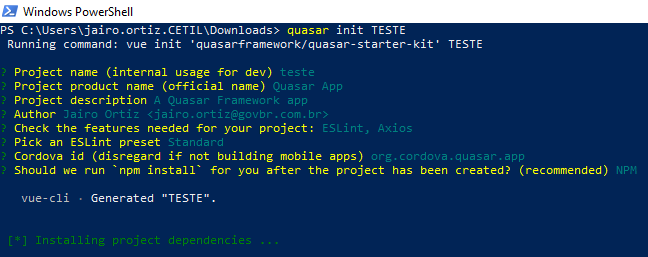 Windows PowerShell
PS C:\Users\jairo.ortiz.CETIL\Downloads> quasar init TESTE
Running command: vue init 'quasarframework/quasar-starter-kit' TESTE
? Project name (internal usage for dev) teste
? Project product name (official name) Quasar App
? Project description A Quasar Framework app
? Author Jairo Ortiz <jairo.ortiz@govbr.com.br>
? Check the features needed for your project: ESLint, Axios
? Pick an ESLint preset Standard
? Cordova id (disregard if not building mobile apps) org.cordova.quasar.app
? Should we run `npm install` for you after the project has been created? (recommended) NPM
vue-cli · Generated "TESTE".
[*] Installing project dependencies ...